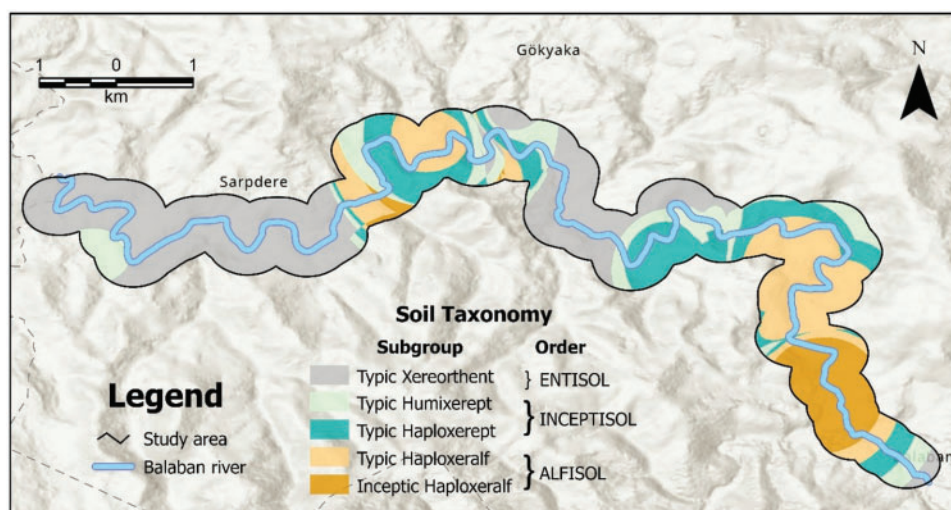 Gökyaka
N
1 0 1
km
Sarpdere
Soil Taxonomy
Subgroup Order
Typic Xereorthent } ENTISOL
Typic Humixerept
Typic Haploxerept } INCEPTISOL
Typic Haploxeralf
Inceptic Haploxeralf } ALFISOL
Legend
Study area
Balaban river